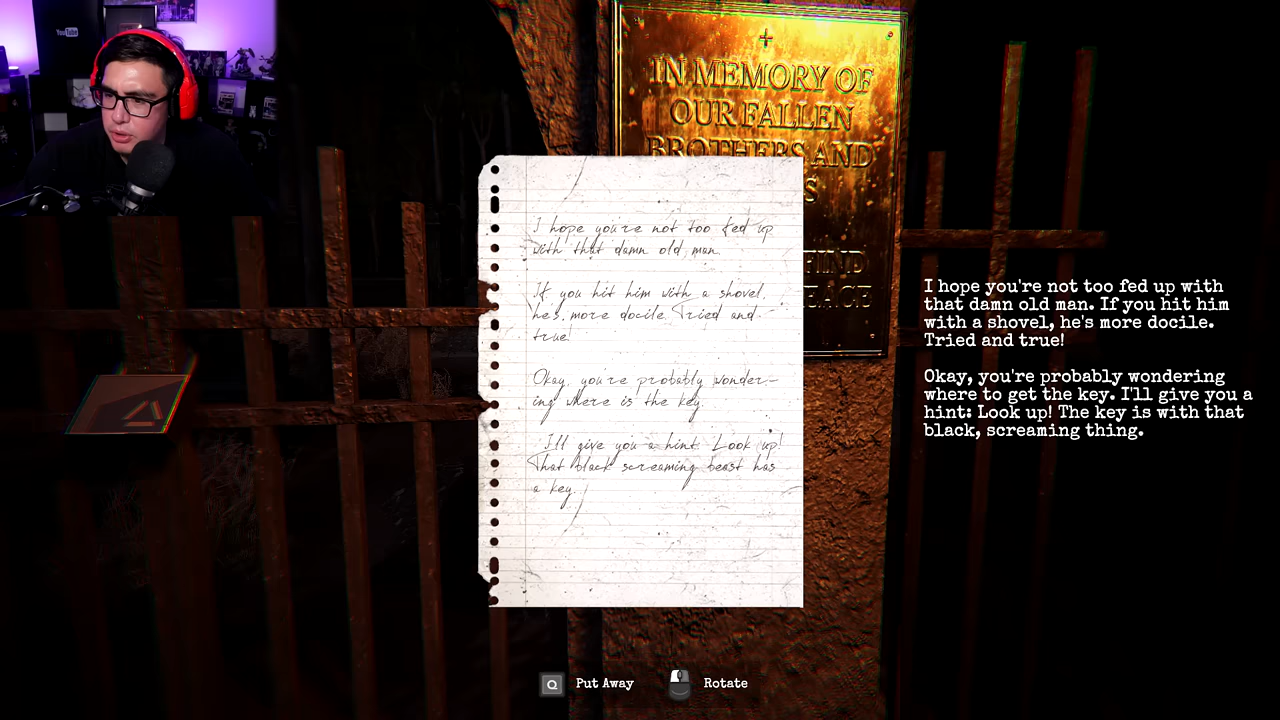 YouTube
IN MEMORY OF
OUR FALLEN
BROTHERS AND
S
HIND
EACE
I hope you're not too fed up
with that damn old man.
If you hit him with a shovel,
he's more docile. Tried and
true!
Okay, you're probably wonder-
ing where is the key.
I'll give you a hint. Look up!
That black screaming beast has
a key.
I hope you're not too fed up with
that damn old man. If you hit him
with a shovel, he's more docile.
Tried and true!
Okay, you're probably wondering
where to get the key. I'll give you a
hint: Look up! The key is with that
black, screaming thing.
Q Put Away Rotate